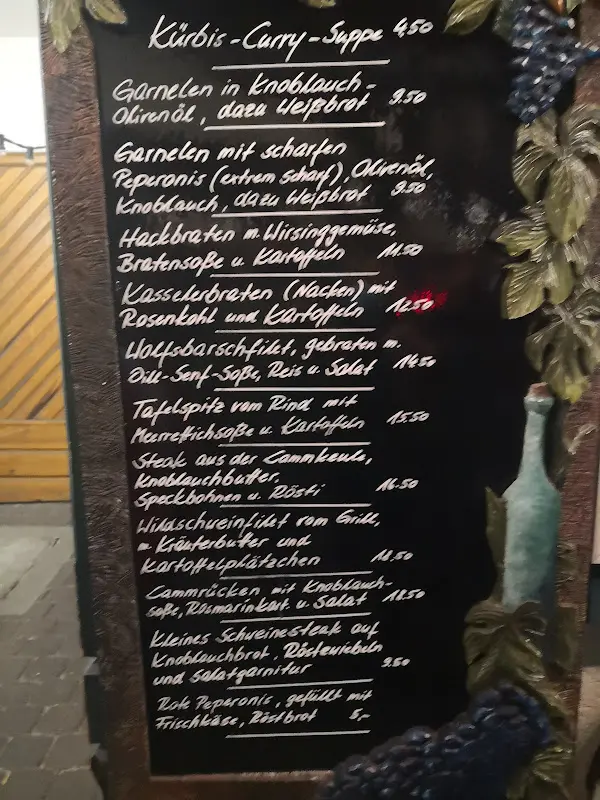 Kürbis-Curry-Suppe 4,50
Garnelen in Knoblauch-
Olivenöl, dazu Weißbrot 9.50
Garnelen mit scharfen
Peperonis (extrem scharf), Olivenöl,
Knoblauch, dazu Weißbrot 9.50
Hackbraten m. Wirsinggemüse,
Bratensoße u. Kartoffeln 11.50
Kasselerbraten (Nacken) mit
Rosenkohl und Kartoffeln 12.50
Wolfsbarschfilet, gebraten m.
Dill-Senf-Soße, Reis u. Salat 14.50
Tafelspitz vom Rind mit
Meerrettichsoße u. Kartoffeln 15.50
Steak aus der Lammkeule,
Knoblauchbutter,
Speckbohnen u. Rösti 16.50
Wildschweinfilet vom Grill,
m. Kräuterbutter und
Kartoffelplätzchen 18.50
Lammrücken mit Knoblauch-
soße, Rosmarinkart. u. Salat 18.50
Kleines Schweinesteak auf
Knoblauchbrot, Röstzwiebeln
und Salatgarnitur 9.50
Rote Peperonis, gefüllt mit
Frischkäse, Röstbrot 5,-